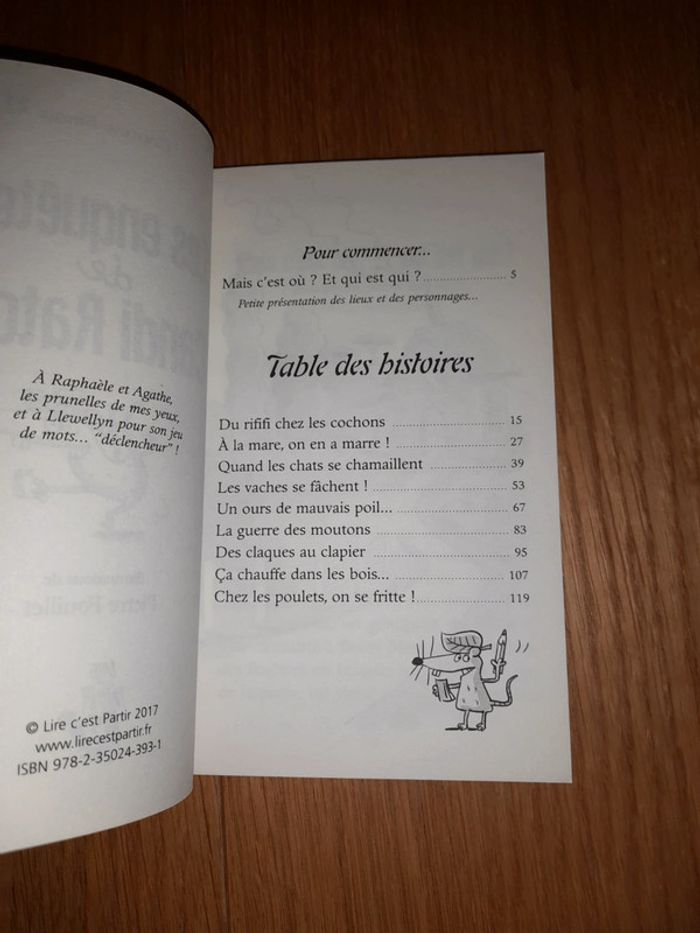 À Raphaèle et Agathe,
les prunelles de mes yeux,
et à Llewellyn pour son jeu
de mots... “déclencheur” !
© Lire c'est Partir 2017
www.lirecestpartir.fr
ISBN 978-2-35024-393-1
Pour commencer...
Mais c'est où ? Et qui est qui ? 5
Petite présentation des lieux et des personnages...
Table des histoires
Du rififi chez les cochons 15
À la mare, on en a marre ! 27
Quand les chats se chamaillent 39
Les vaches se fâchent ! 53
Un ours de mauvais poil... 67
La guerre des moutons 83
Des claques au clapier 95
Ça chauffe dans les bois... 107
Chez les poulets, on se fritte ! 119